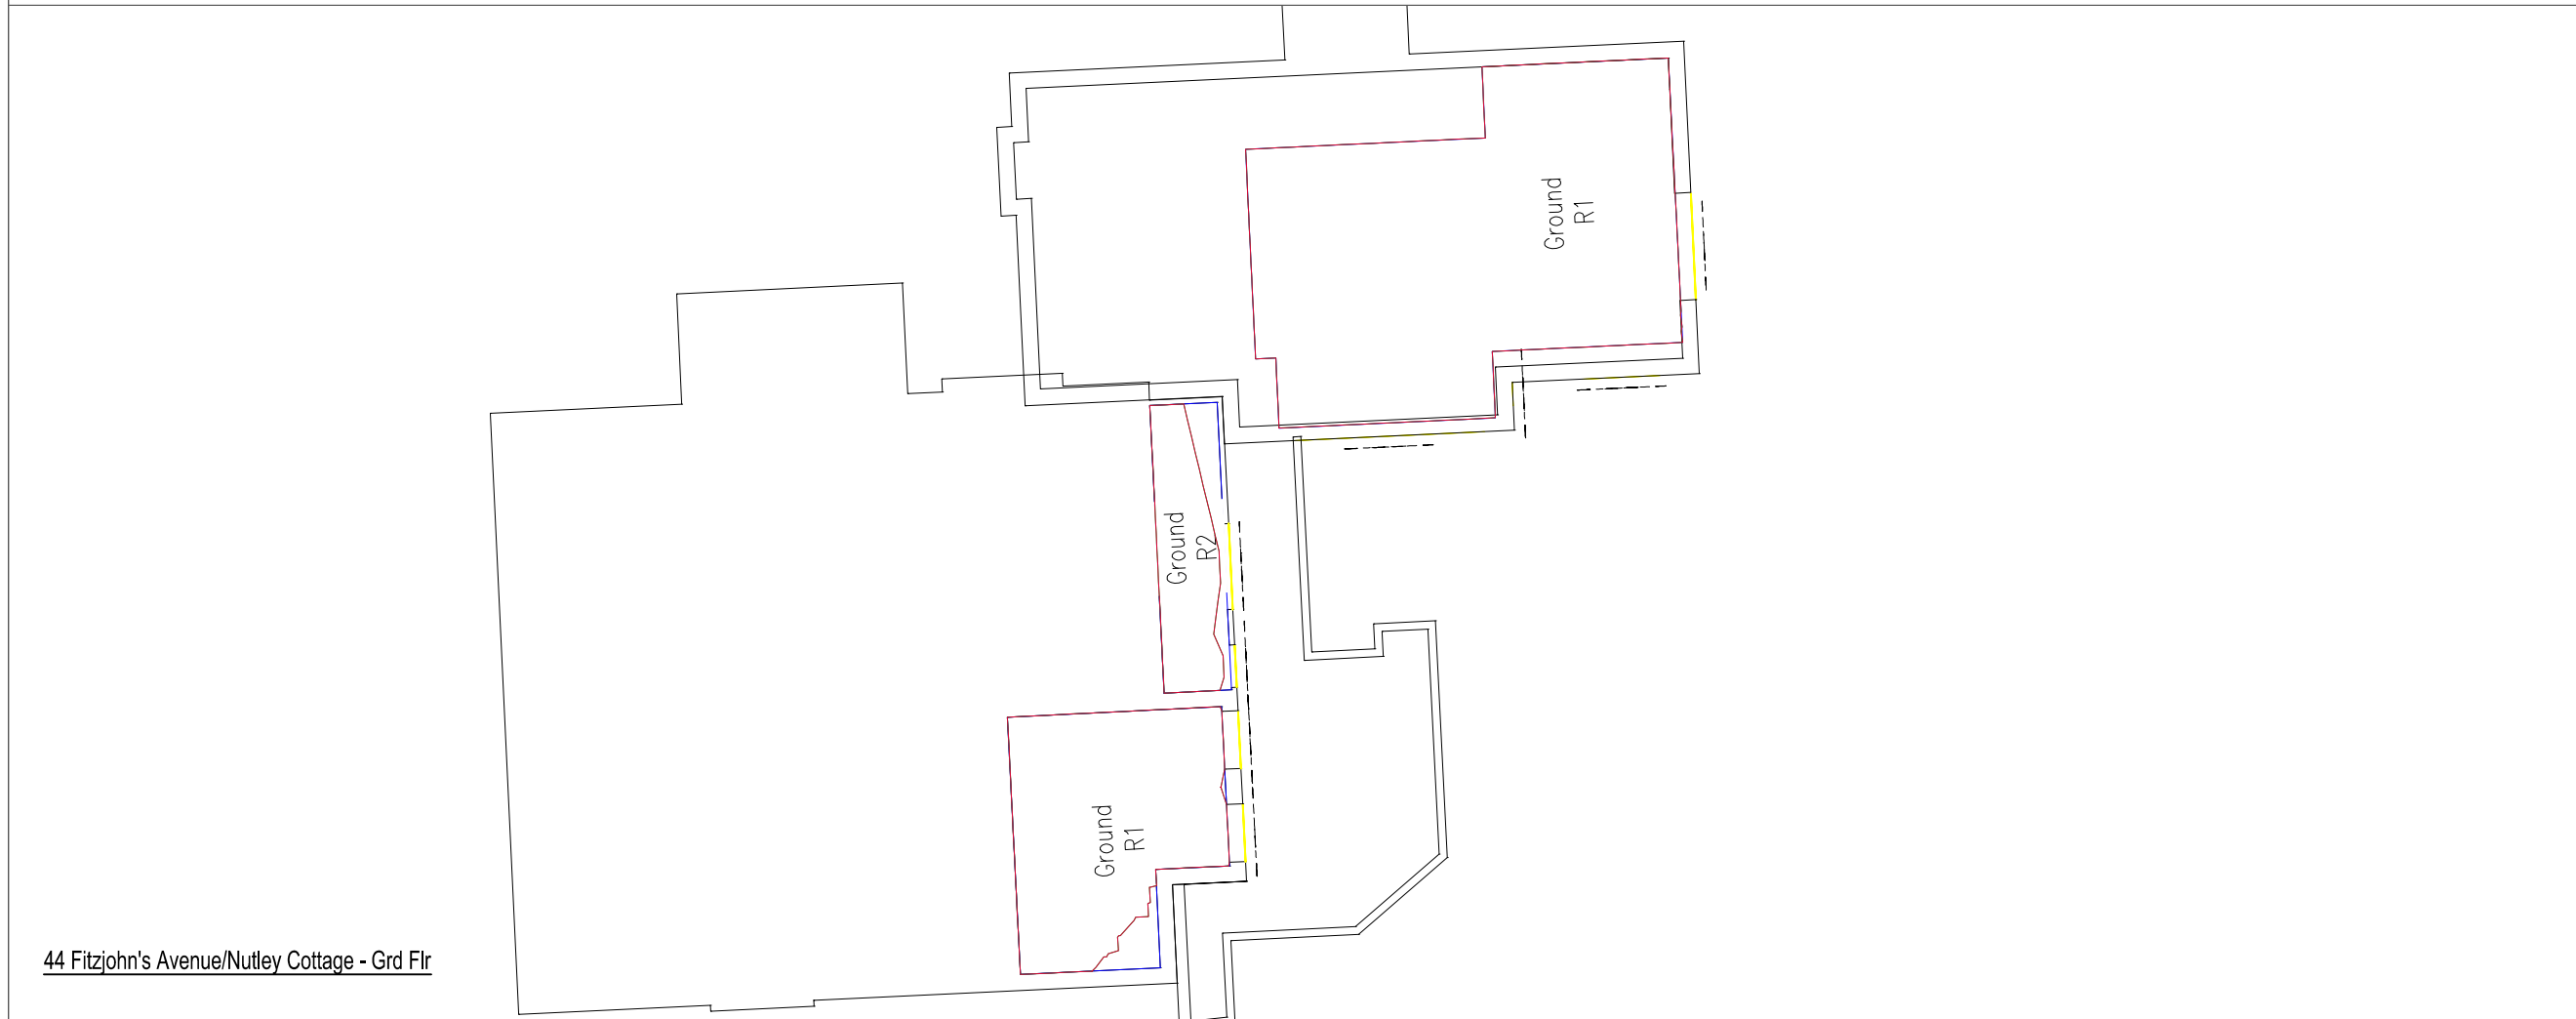 Ground
R1
Ground
R2
Ground
R1
44 Fitzjohn's Avenue/Nutley Cottage - Grd Flr